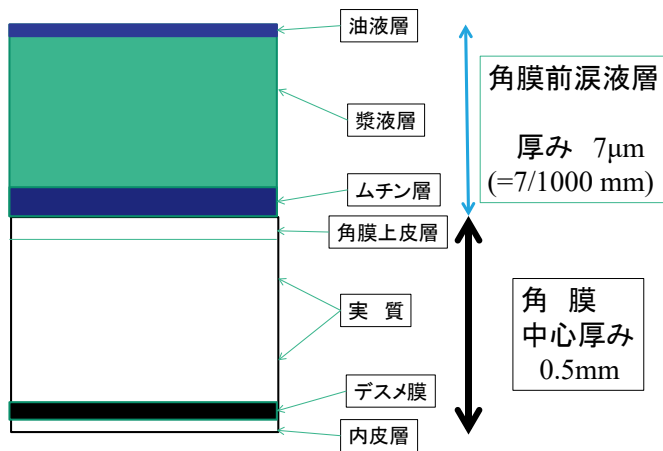 油液層
漿液層
ムチン層
角膜上皮層
実　質
デスメ膜
内皮層
角膜前涙液層
厚み 7μm
(=7/1000 mm)
角　膜
中心厚み
0.5mm